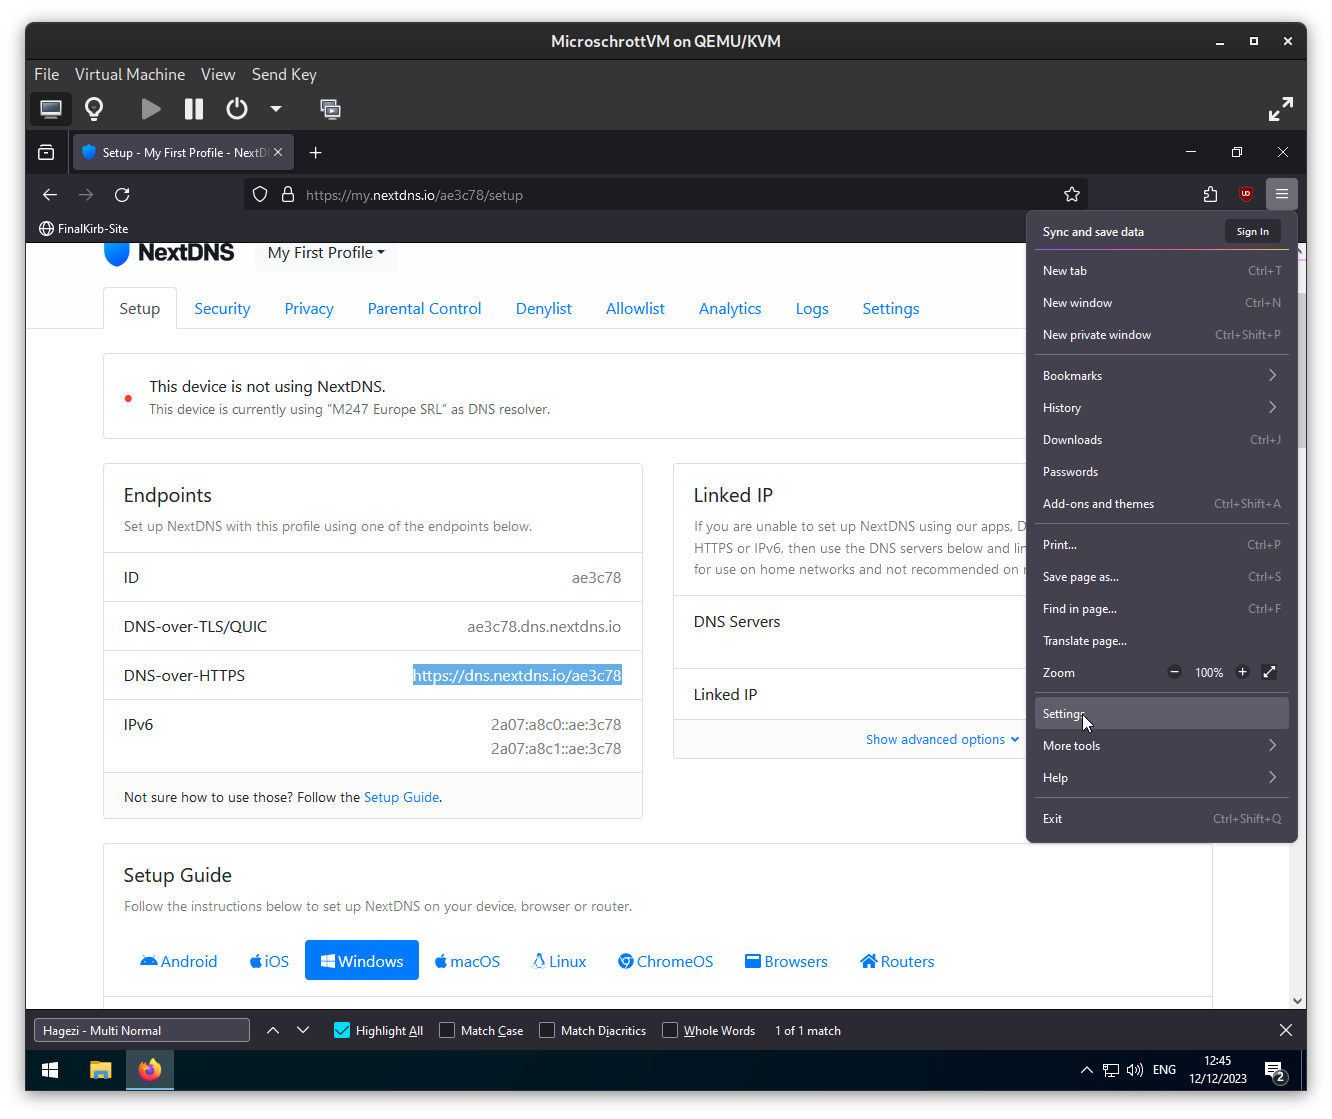 MicroschrottVM on QEMU/KVM
File Virtual Machine View Send Key
Setup - My First Profile - NextD
https://my.nextdns.io/ae3c78/setup
FinalKirb-Site
NextDNS My First Profile
Setup Security Privacy Parental Control Denylist Allowlist Analytics Logs Settings
This device is not using NextDNS.
This device is currently using "M247 Europe SRL" as DNS resolver.
Endpoints
Set up NextDNS with this profile using one of the endpoints below.
ID ae3c78
DNS-over-TLS/QUIC ae3c78.dns.nextdns.io
DNS-over-HTTPS https://dns.nextdns.io/ae3c78
IPv6 2a07:a8c0::ae:3c78
2a07:a8c1::ae:3c78
Not sure how to use those? Follow the Setup Guide.
Linked IP
If you are unable to set up NextDNS using our apps, D
HTTPS or IPv6, then use the DNS servers below and lin
for use on home networks and not recommended on
DNS Servers
Linked IP
Show advanced options
Sync and save data Sign In
New tab Ctrl+T
New window Ctrl+N
New private window Ctrl+Shift+P
Bookmarks
History
Downloads Ctrl+J
Passwords
Add-ons and themes Ctrl+Shift+A
Print... Ctrl+P
Save page as... Ctrl+S
Find in page... Ctrl+F
Translate page...
Zoom 100%
Settings
More tools
Help
Exit Ctrl+Shift+Q
Setup Guide
Follow the instructions below to set up NextDNS on your device, browser or router.
Android iOS Windows macOS Linux ChromeOS Browsers Routers
Hagezi - Multi Normal Highlight All Match Case Match Diacritics Whole Words 1 of 1 match
ENG 12:45
12/12/2023 2